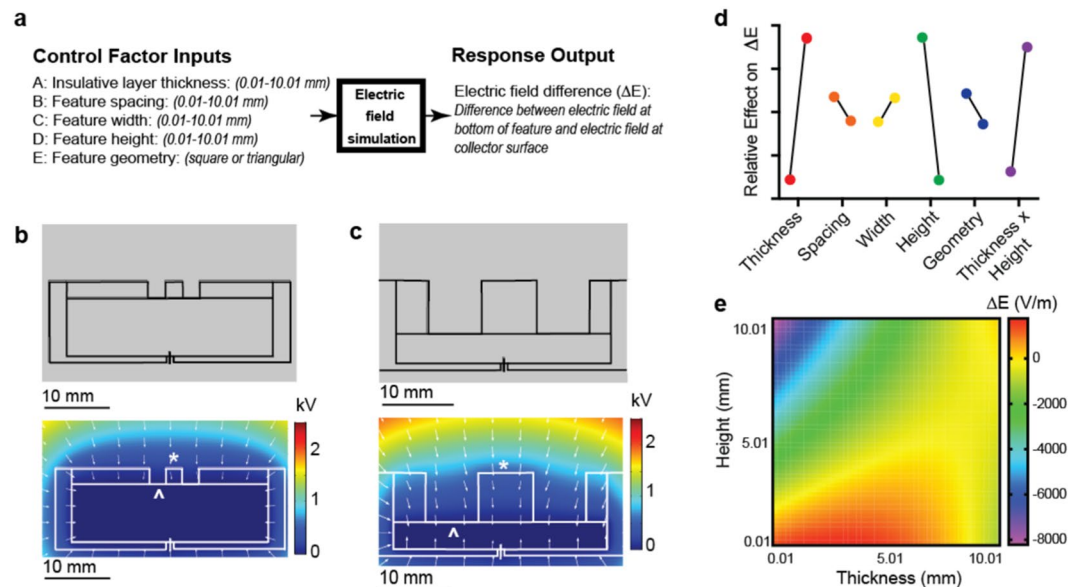 a
Control Factor Inputs
A: Insulative layer thickness: (0.01-10.01 mm)
B: Feature spacing: (0.01-10.01 mm)
C: Feature width: (0.01-10.01 mm)
D: Feature height: (0.01-10.01 mm)
E: Feature geometry: (square or triangular)
Electric
field
simulation
Response Output
Electric field difference (ΔE):
Difference between electric field at
bottom of feature and electric field at
collector surface
b
10 mm
kV
2
1
0
*
^
10 mm
c
10 mm
kV
2
1
0
*
^
10 mm
d
Relative Effect on ΔE
Thickness
Spacing
Width
Height
Geometry
Thickness x
Height
e
ΔE (V/m)
10.01
5.01
0.01
Height (mm)
0.01
5.01
10.01
Thickness (mm)
0
-2000
-4000
-6000
-8000